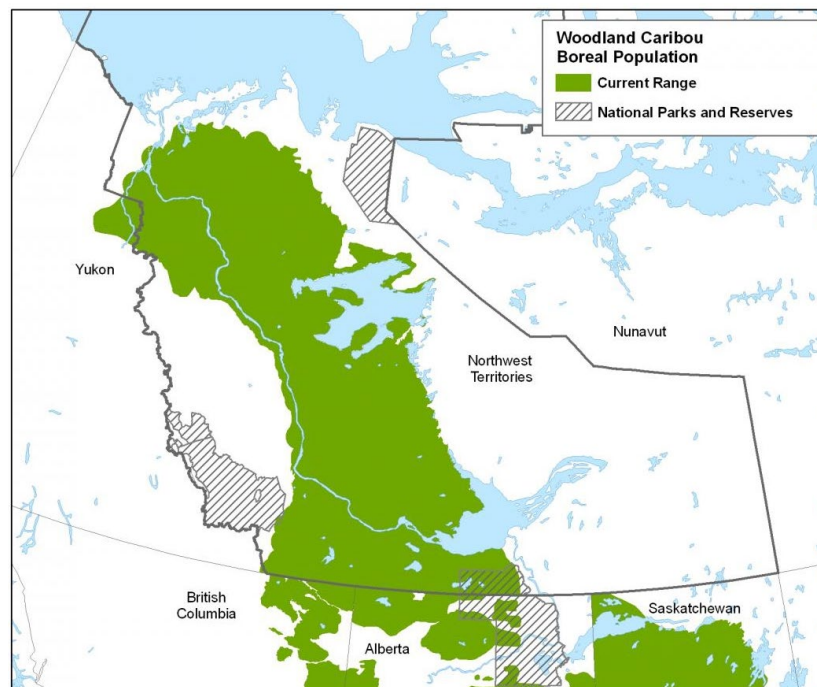 Woodland Caribou
Boreal Population
Current Range
National Parks and Reserves
Yukon
Nunavut
Northwest
Territories
British
Columbia
Alberta
Saskatchewan